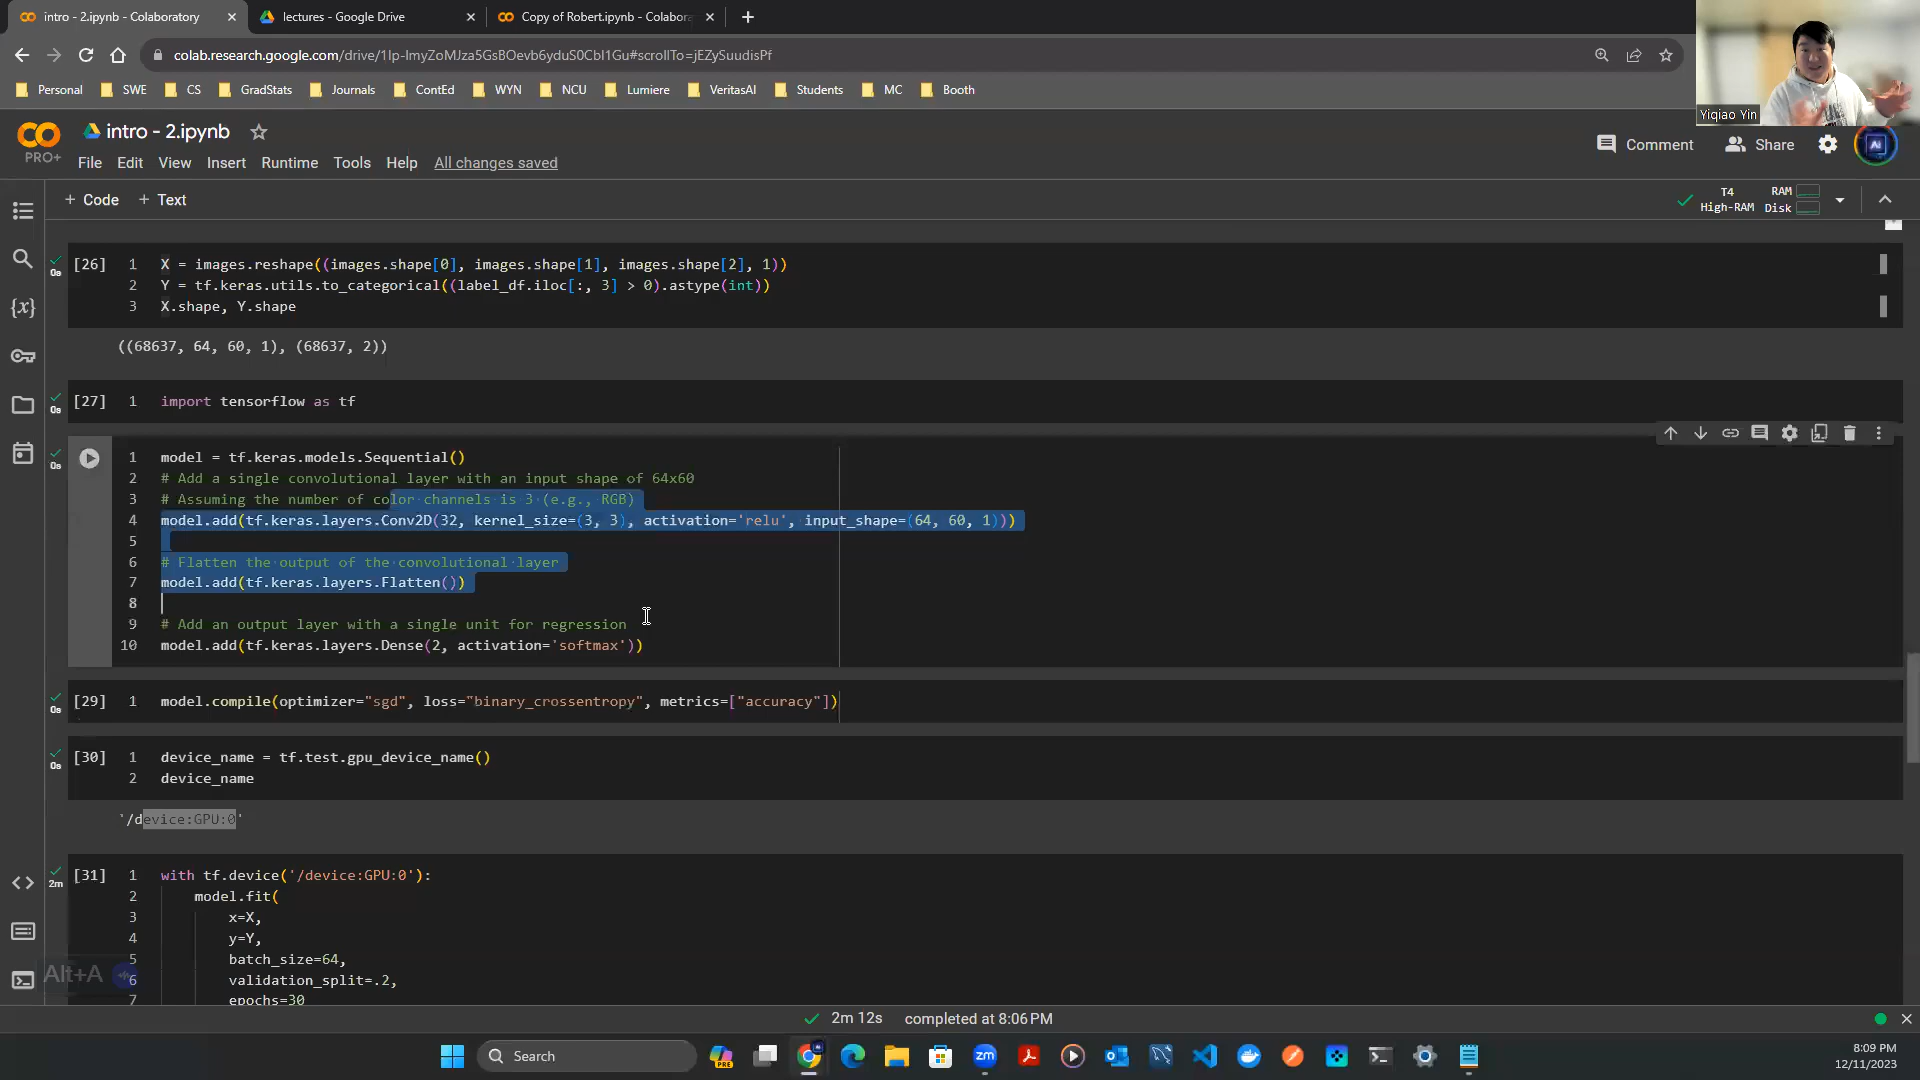 intro - 2.ipynb - Colaboratory
lectures - Google Drive
Copy of Robert.ipynb - Colabora
colab.research.google.com/drive/1Ip-ImyZoMJza5GsBOevb6yduS0CbI1Gu#scrollTo=jEZySuudisPf
Personal SWE CS GradStats Journals ContEd WYN NCU Lumiere VeritasAI Students MC Booth
Yiqiao Yin
intro - 2.ipynb
PRO+
File Edit View Insert Runtime Tools Help All changes saved
Comment Share
Ai
+ Code + Text
T4 RAM
High-RAM Disk
[26] 1 X = images.reshape((images.shape[0], images.shape[1], images.shape[2], 1))
0s 2 Y = tf.keras.utils.to_categorical((label_df.iloc[:, 3] > 0).astype(int))
3 X.shape, Y.shape
((68637, 64, 60, 1), (68637, 2))
[27] 1 import tensorflow as tf
0s
1 model = tf.keras.models.Sequential()
0s 2 # Add a single convolutional layer with an input shape of 64x60
3 # Assuming the number of color channels is 3 (e.g., RGB)
4 model.add(tf.keras.layers.Conv2D(32, kernel_size=(3, 3), activation='relu', input_shape=(64, 60, 1)))
5
6 # Flatten the output of the convolutional layer
7 model.add(tf.keras.layers.Flatten())
8
9 # Add an output layer with a single unit for regression
10 model.add(tf.keras.layers.Dense(2, activation='softmax'))
[29] 1 model.compile(optimizer="sgd", loss="binary_crossentropy", metrics=["accuracy"])
0s
[30] 1 device_name = tf.test.gpu_device_name()
0s 2 device_name
'/device:GPU:0'
[31] 1 with tf.device('/device:GPU:0'):
2m 2 model.fit(
3 x=X,
4 y=Y,
5 batch_size=64,
6 validation_split=.2,
7 epochs=30
Alt+A
2m 12s completed at 8:06 PM
Search
PRE
zm
8:09 PM
12/11/2023